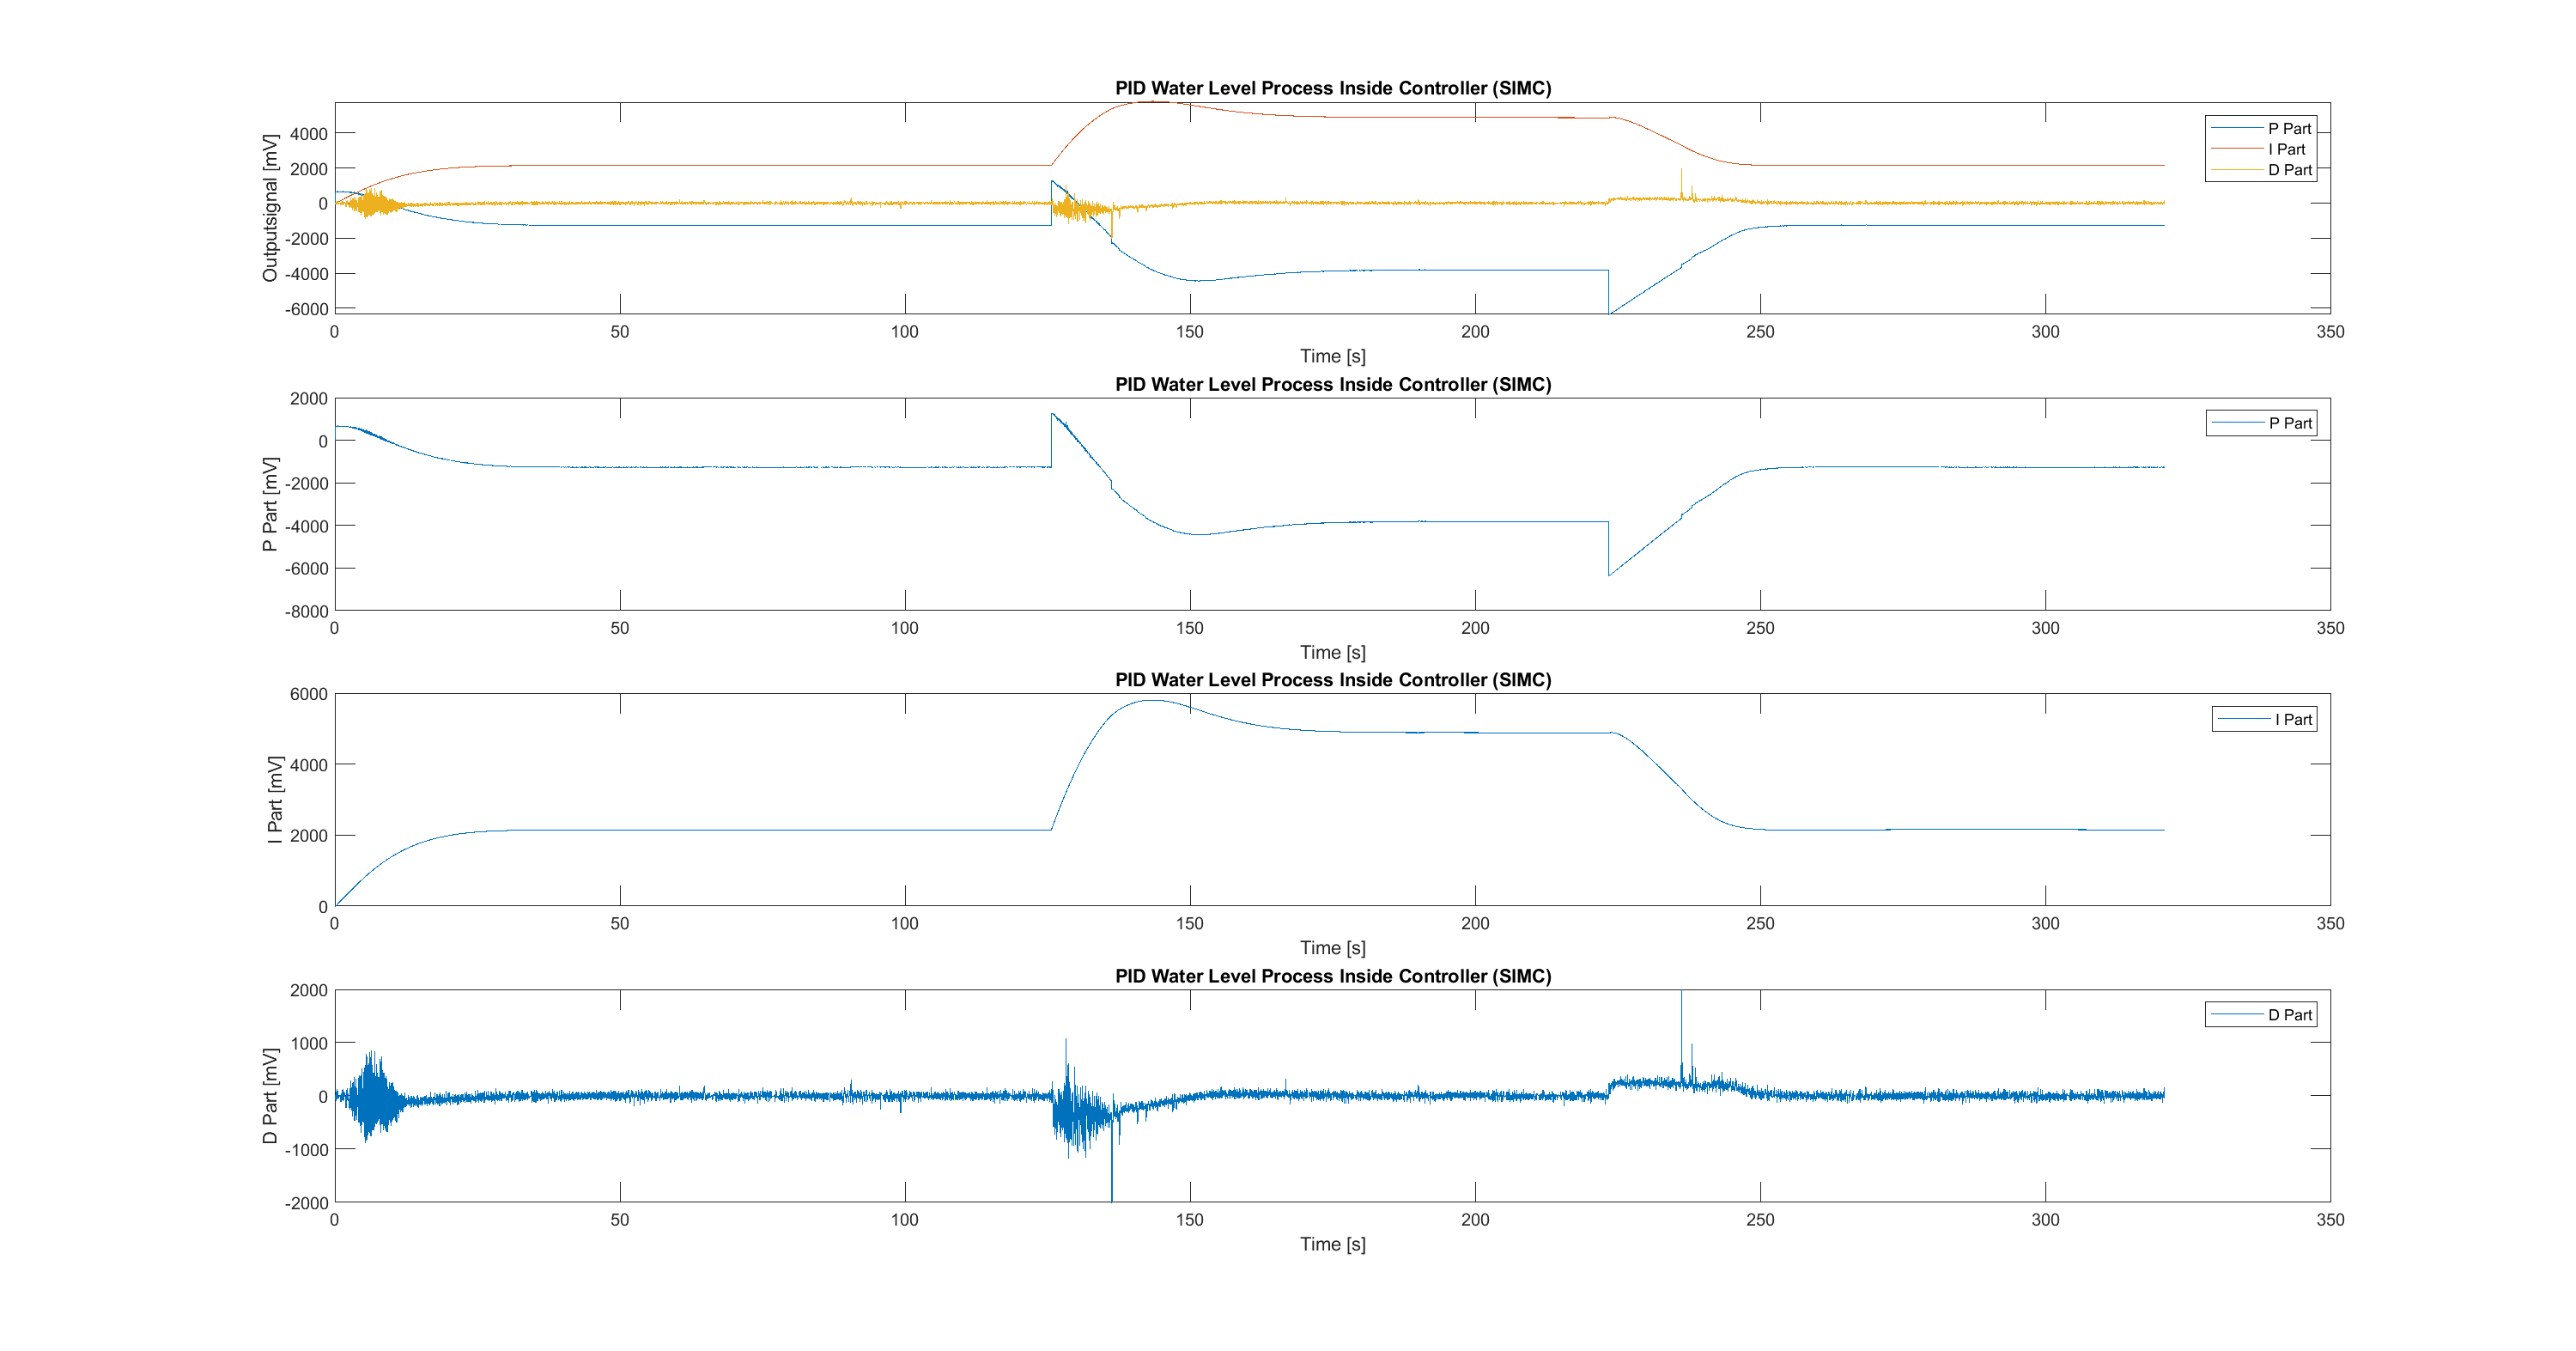 PID Water Level Process Inside Controller (SIMC)
Outputsignal [mV]
4000
2000
0
-2000
-4000
-6000
P Part
I Part
D Part
0 50 100 150 200 250 300 350
Time [s]
PID Water Level Process Inside Controller (SIMC)
P Part [mV]
2000
0
-2000
-4000
-6000
-8000
P Part
0 50 100 150 200 250 300 350
Time [s]
PID Water Level Process Inside Controller (SIMC)
I Part [mV]
6000
4000
2000
0
I Part
0 50 100 150 200 250 300 350
Time [s]
PID Water Level Process Inside Controller (SIMC)
D Part [mV]
2000
1000
0
-1000
-2000
D Part
0 50 100 150 200 250 300 350
Time [s]